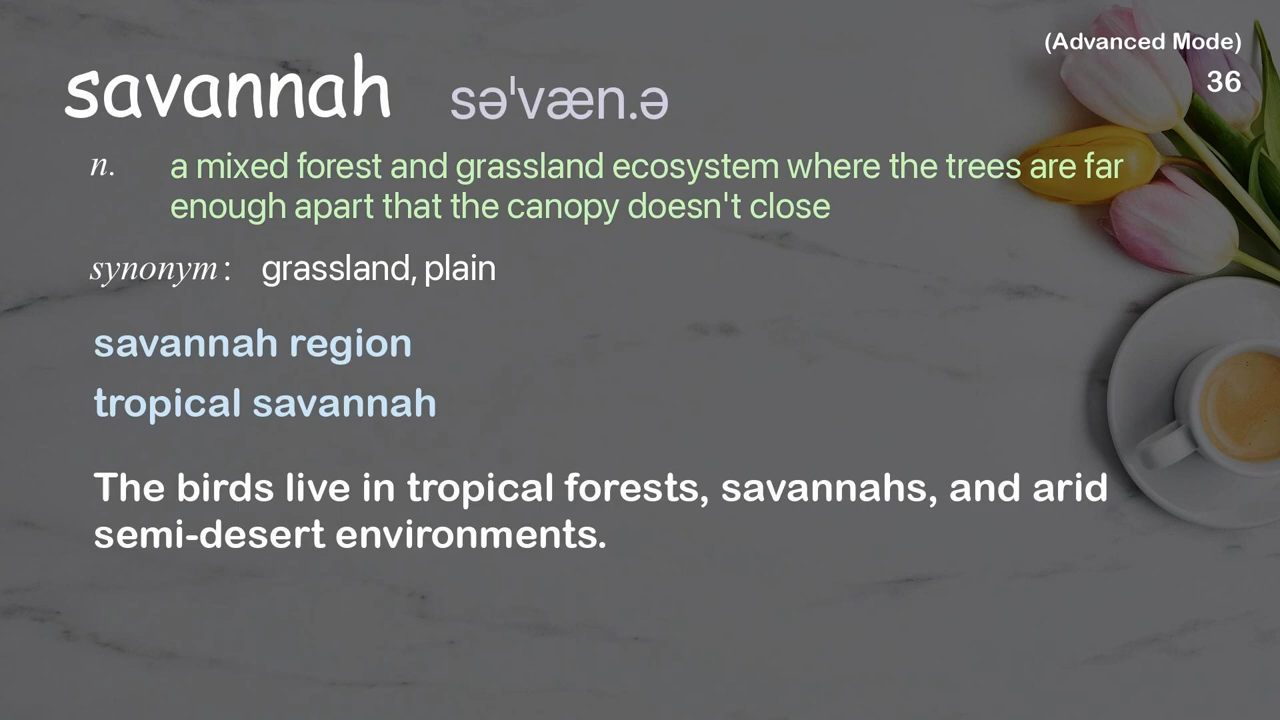 (Advanced Mode)
36
savannah səˈvæn.ə
n. a mixed forest and grassland ecosystem where the trees are far
enough apart that the canopy doesn't close
synonym: grassland, plain
savannah region
tropical savannah
The birds live in tropical forests, savannahs, and arid
semi-desert environments.